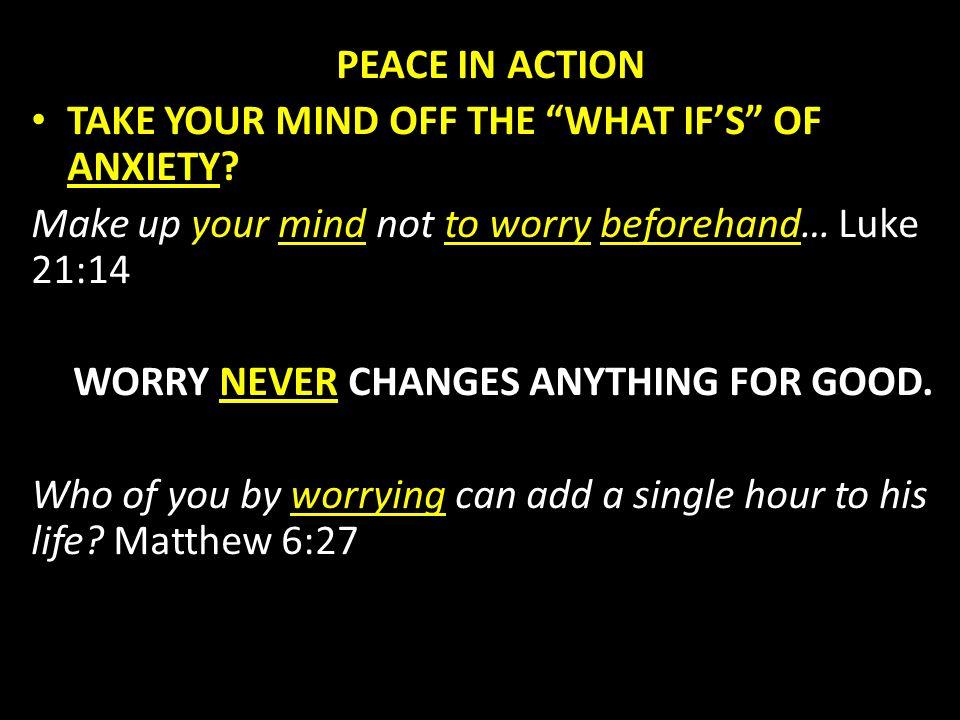 PEACE IN ACTION
• TAKE YOUR MIND OFF THE “WHAT IF’S” OF
ANXIETY?
Make up your mind not to worry beforehand… Luke
21:14
WORRY NEVER CHANGES ANYTHING FOR GOOD.
Who of you by worrying can add a single hour to his
life? Matthew 6:27